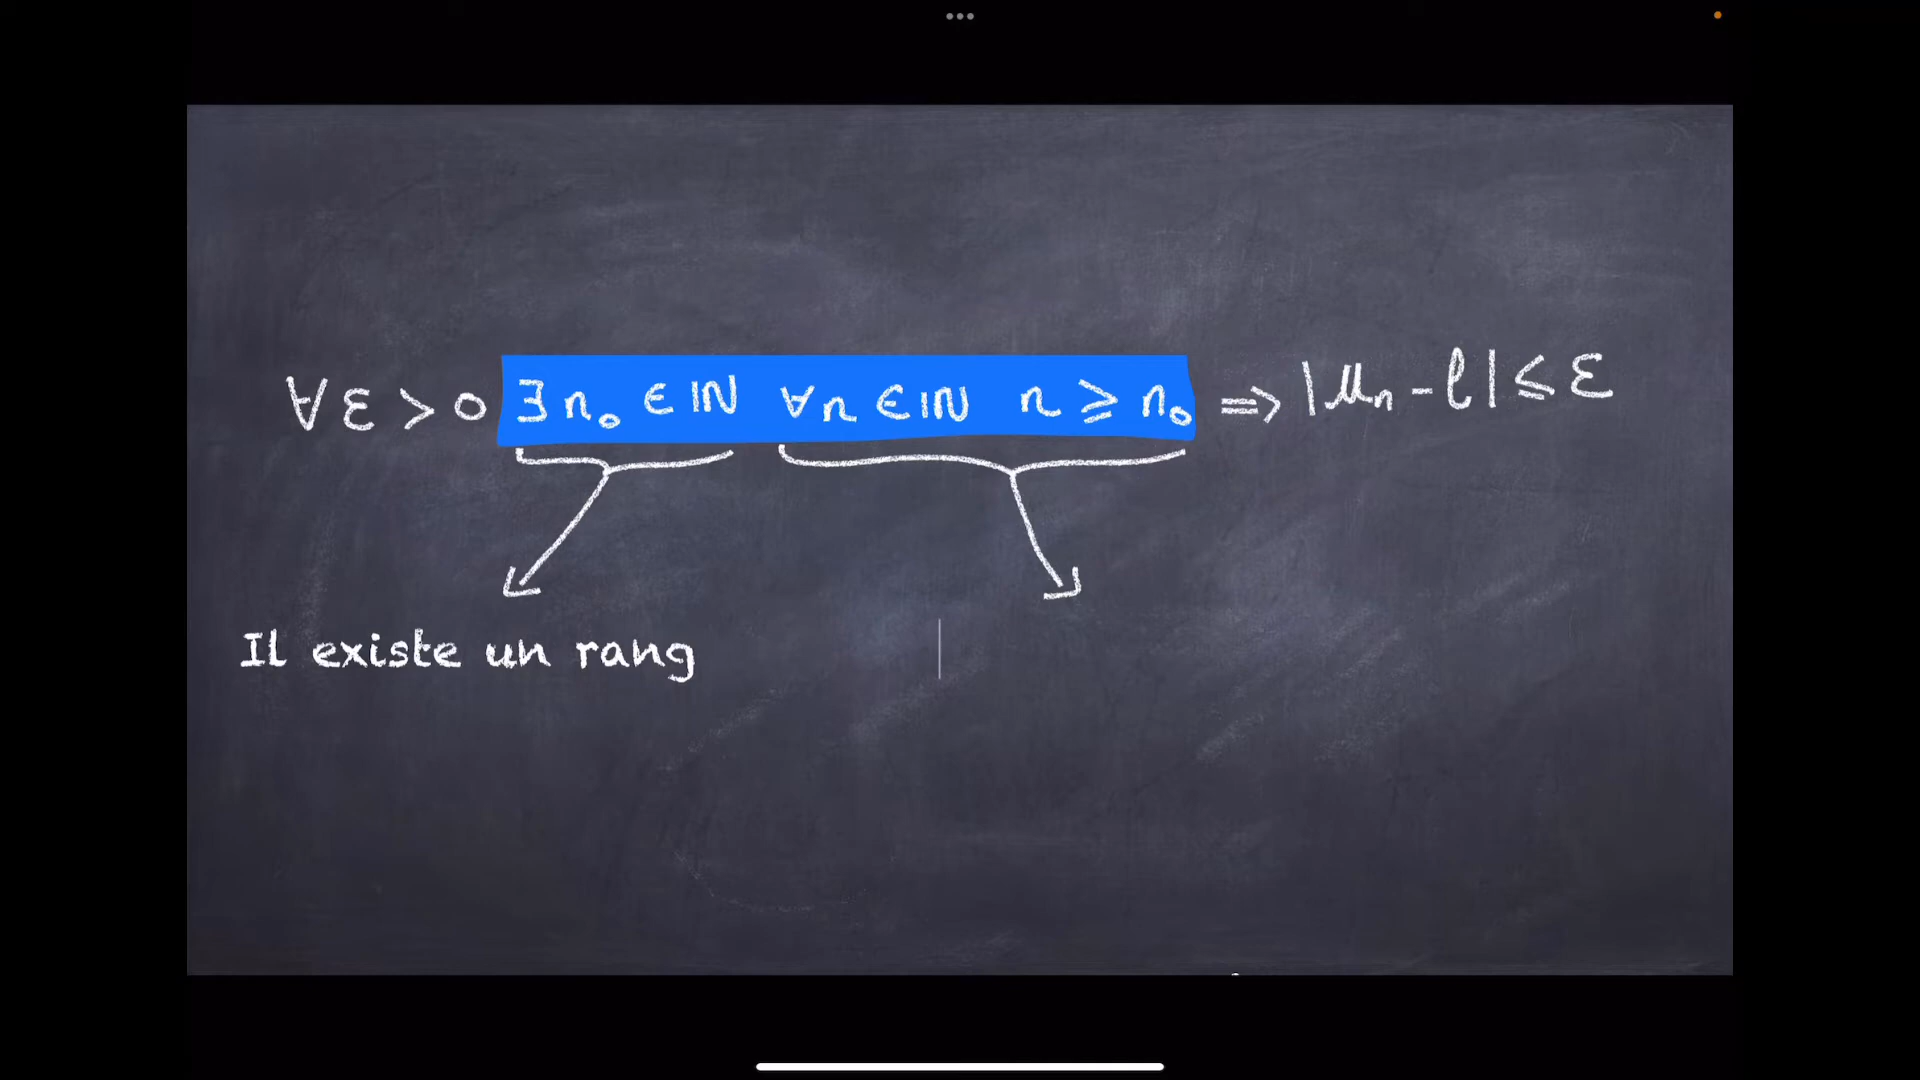 ∀ε>0 ∃n₀∈ℕ ∀n∈ℕ n≥n₀ ⇒ |uₙ-ℓ|≤ε
Il existe un rang